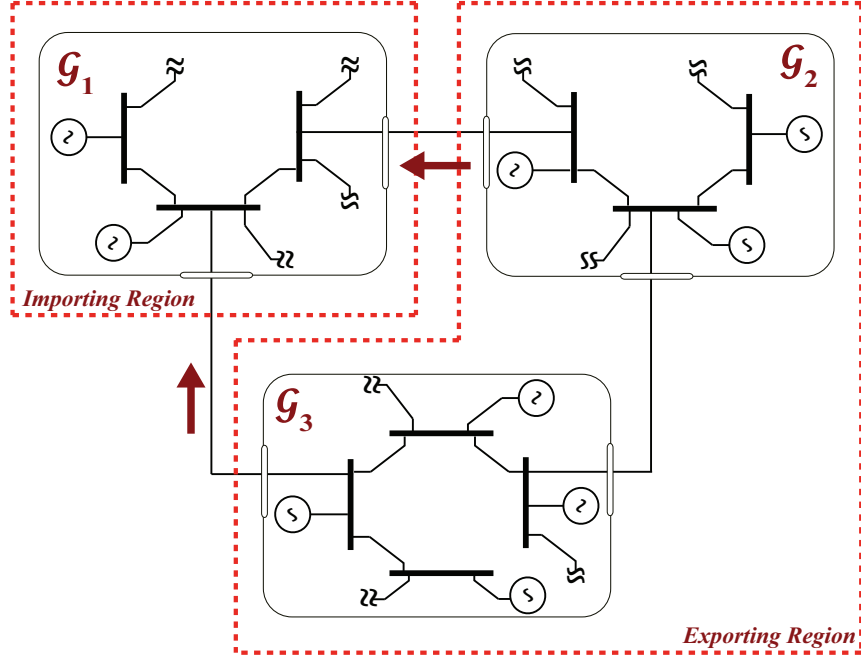 𝒢₁
𝒢₂
Importing Region
𝒢₃
Exporting Region